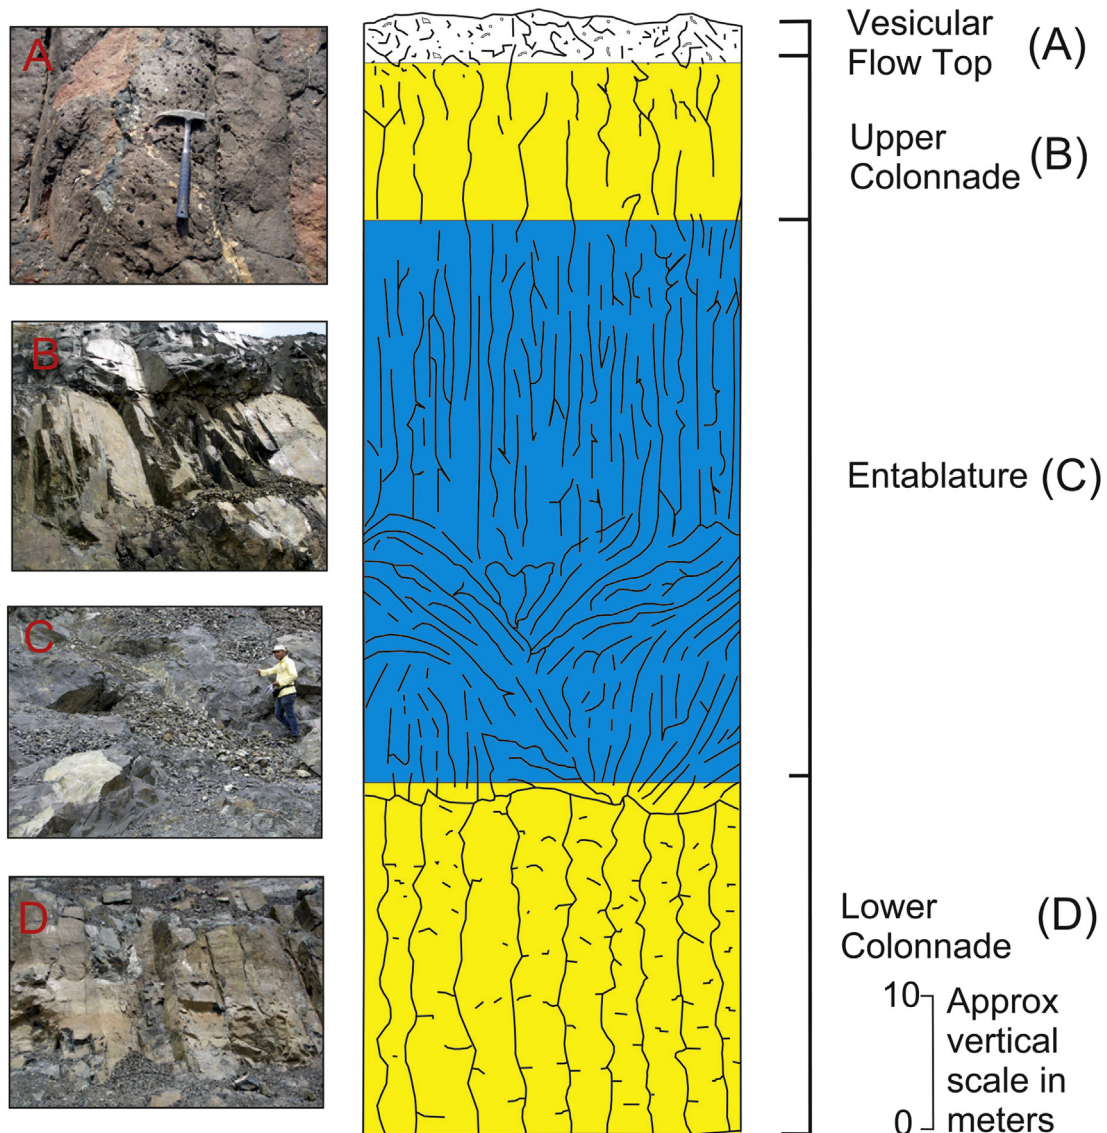 A
B
C
D
Vesicular
Flow Top
(A)
Upper
Colonnade
(B)
Entablature (C)
Lower
Colonnade
(D)
10
0
Approx
vertical
scale in
meters